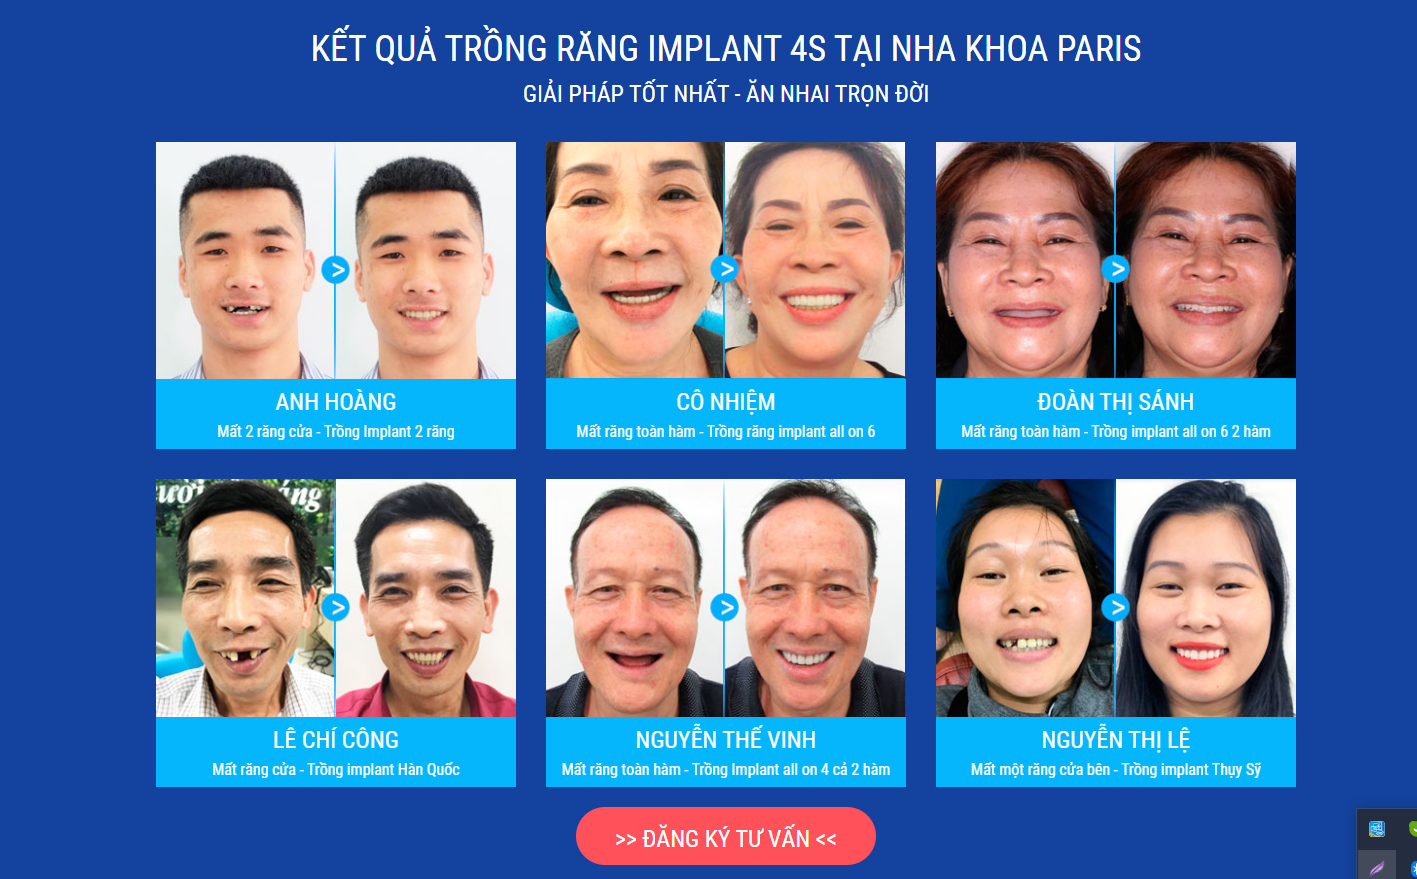 KẾT QUẢ TRỒNG RĂNG IMPLANT 4S TẠI NHA KHOA PARIS
GIẢI PHÁP TỐT NHẤT - ĂN NHAI TRỌN ĐỜI
ANH HOÀNG
Mất 2 răng cửa - Trồng Implant 2 răng
CÔ NHIỆM
Mất răng toàn hàm - Trồng răng implant all on 6
ĐOÀN THỊ SÁNH
Mất răng toàn hàm - Trồng implant all on 6 2 hàm
LÊ CHÍ CÔNG
Mất răng cửa - Trồng implant Hàn Quốc
NGUYỄN THẾ VINH
Mất răng toàn hàm - Trồng Implant all on 4 cả 2 hàm
NGUYỄN THỊ LỆ
Mất một răng cửa bên - Trồng implant Thụy Sỹ
>> ĐĂNG KÝ TƯ VẤN <<